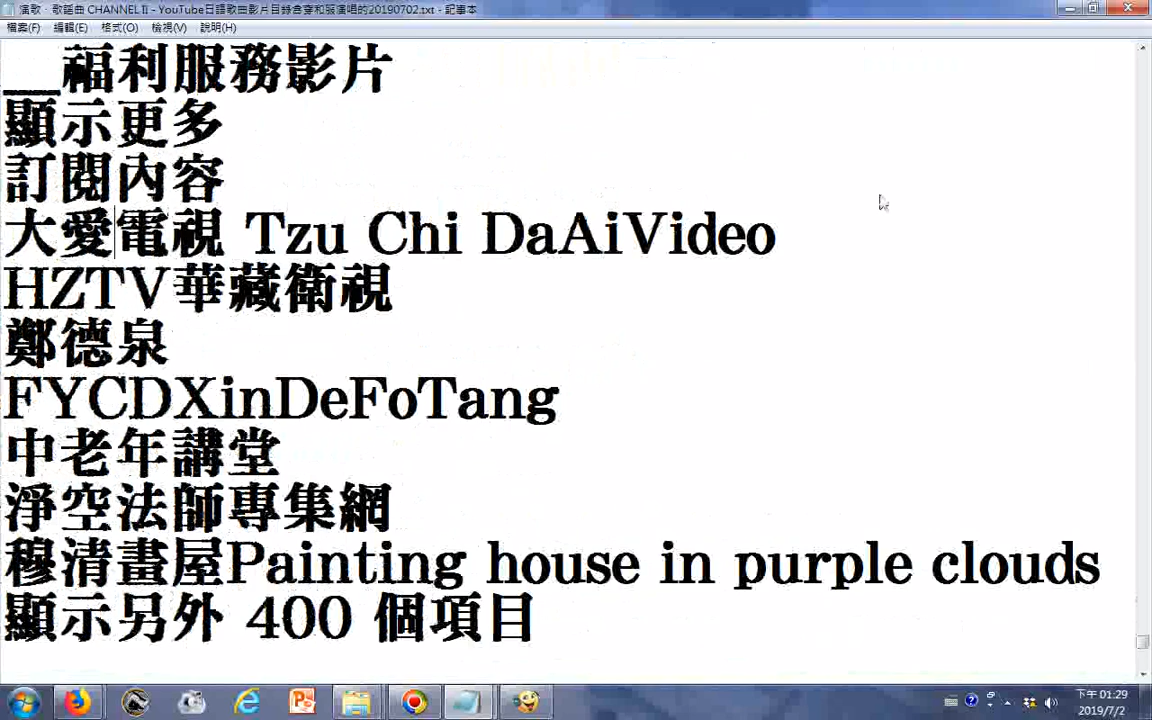 演歌‧歌謡曲 CHANNEL II - YouTube日語歌曲影片目錄含穿和服演唱的20190702.txt - 記事本
檔案(F) 編輯(E) 格式(O) 檢視(V) 說明(H)
__福利服務影片
顯示更多
訂閱內容
大愛電視 Tzu Chi DaAiVideo
HZTV華藏衛視
鄭德泉
FYCDXinDeFoTang
中老年講堂
淨空法師專集網
穆清畫屋Painting house in purple clouds
顯示另外 400 個項目
下午 01:29
2019/7/2